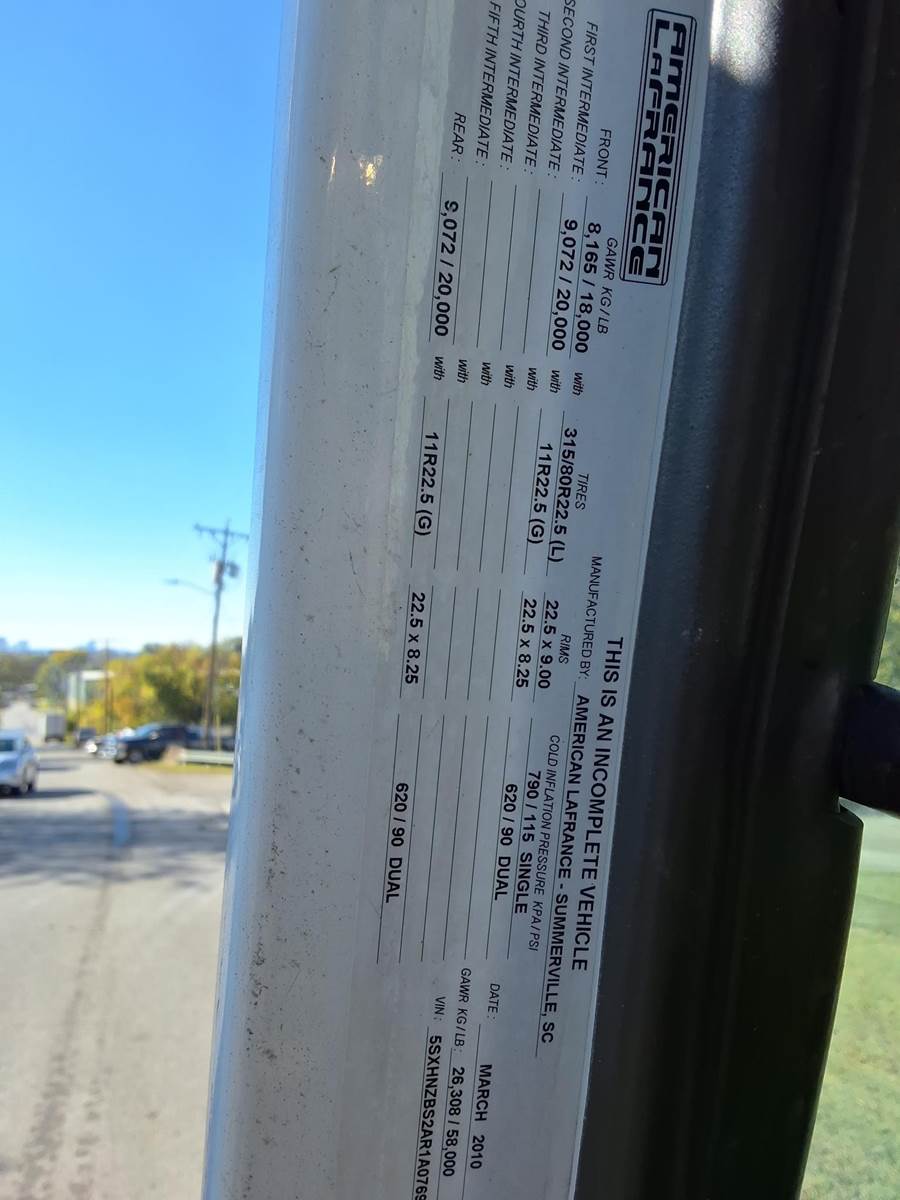 AMERICAN
LAFRANCE
THIS IS AN INCOMPLETE VEHICLE
MANUFACTURED BY: AMERICAN LAFRANCE - SUMMERVILLE, SC
GAWR KG / LB TIRES RIMS COLD INFLATION PRESSURE KPA / PSI
FRONT: 8,165 / 18,000 with 315/80R22.5 (L) 22.5 x 9.00 790 / 115 SINGLE
FIRST INTERMEDIATE: 9,072 / 20,000 with 11R22.5 (G) 22.5 x 8.25 620 / 90 DUAL
SECOND INTERMEDIATE: with
THIRD INTERMEDIATE: with
OURTH INTERMEDIATE: with
FIFTH INTERMEDIATE: with
REAR: 9,072 / 20,000 with 11R22.5 (G) 22.5 x 8.25 620 / 90 DUAL
DATE: MARCH 2010
GAWR KG / LB: 26,308 / 58,000
VIN: 5SXHNZBS2AR1A0769